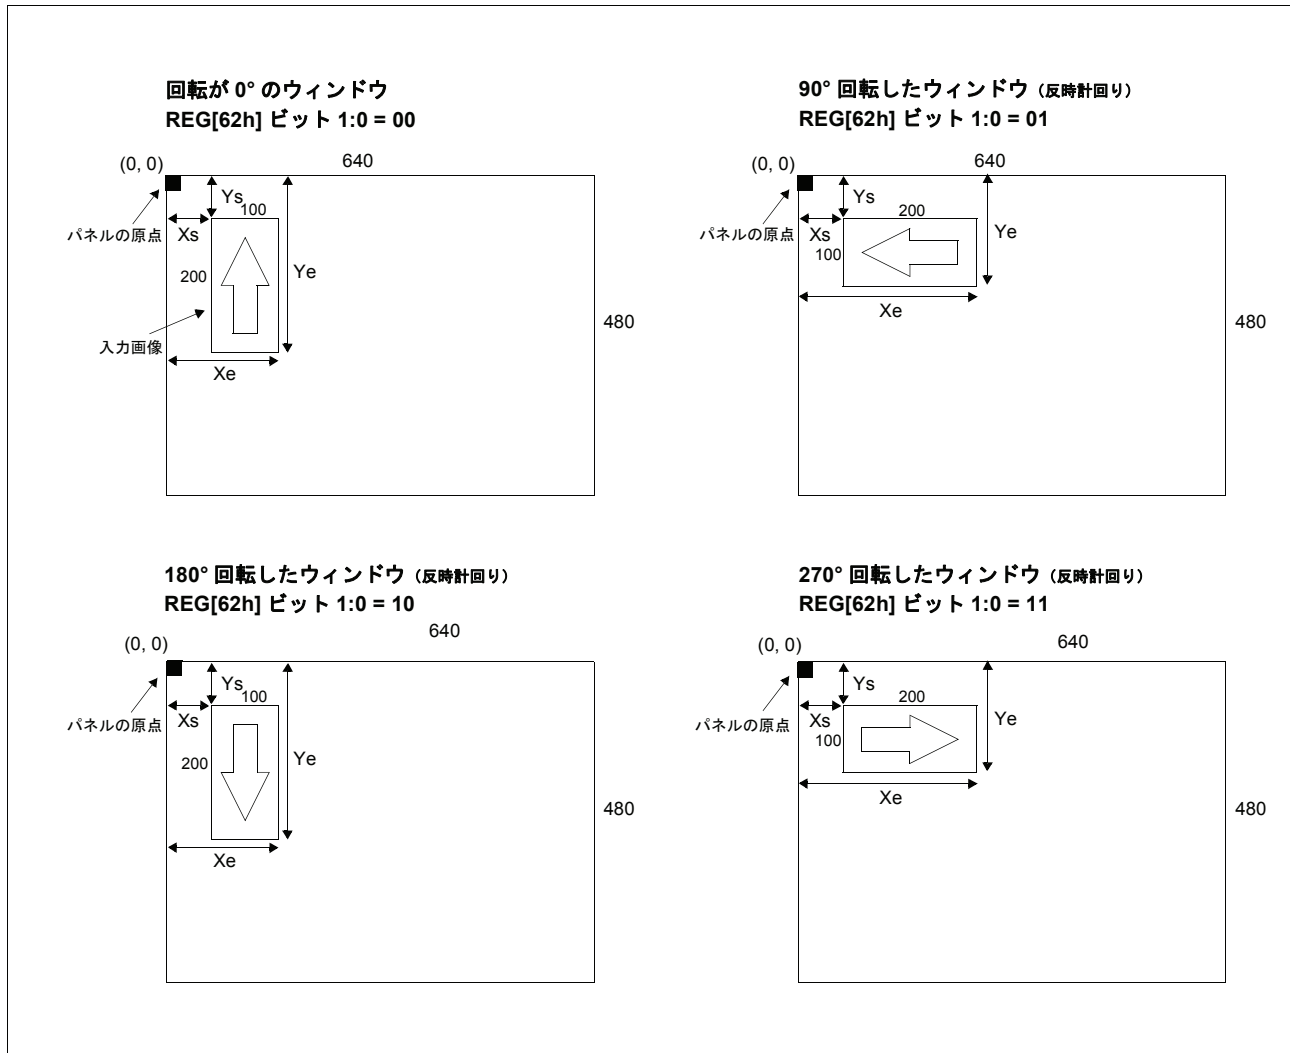 回転が 0° のウィンドウ
REG[62h] ビット 1:0 = 00
(0, 0)
640
Ys
100
Xs
パネルの原点
200
Ye
入力画像
Xe
480
90° 回転したウィンドウ（反時計回り）
REG[62h] ビット 1:0 = 01
(0, 0)
640
Ys
200
Xs
パネルの原点
100
Ye
Xe
480
180° 回転したウィンドウ（反時計回り）
REG[62h] ビット 1:0 = 10
(0, 0)
640
Ys
100
Xs
パネルの原点
200
Ye
Xe
480
270° 回転したウィンドウ（反時計回り）
REG[62h] ビット 1:0 = 11
(0, 0)
640
Ys
200
Xs
パネルの原点
100
Ye
Xe
480